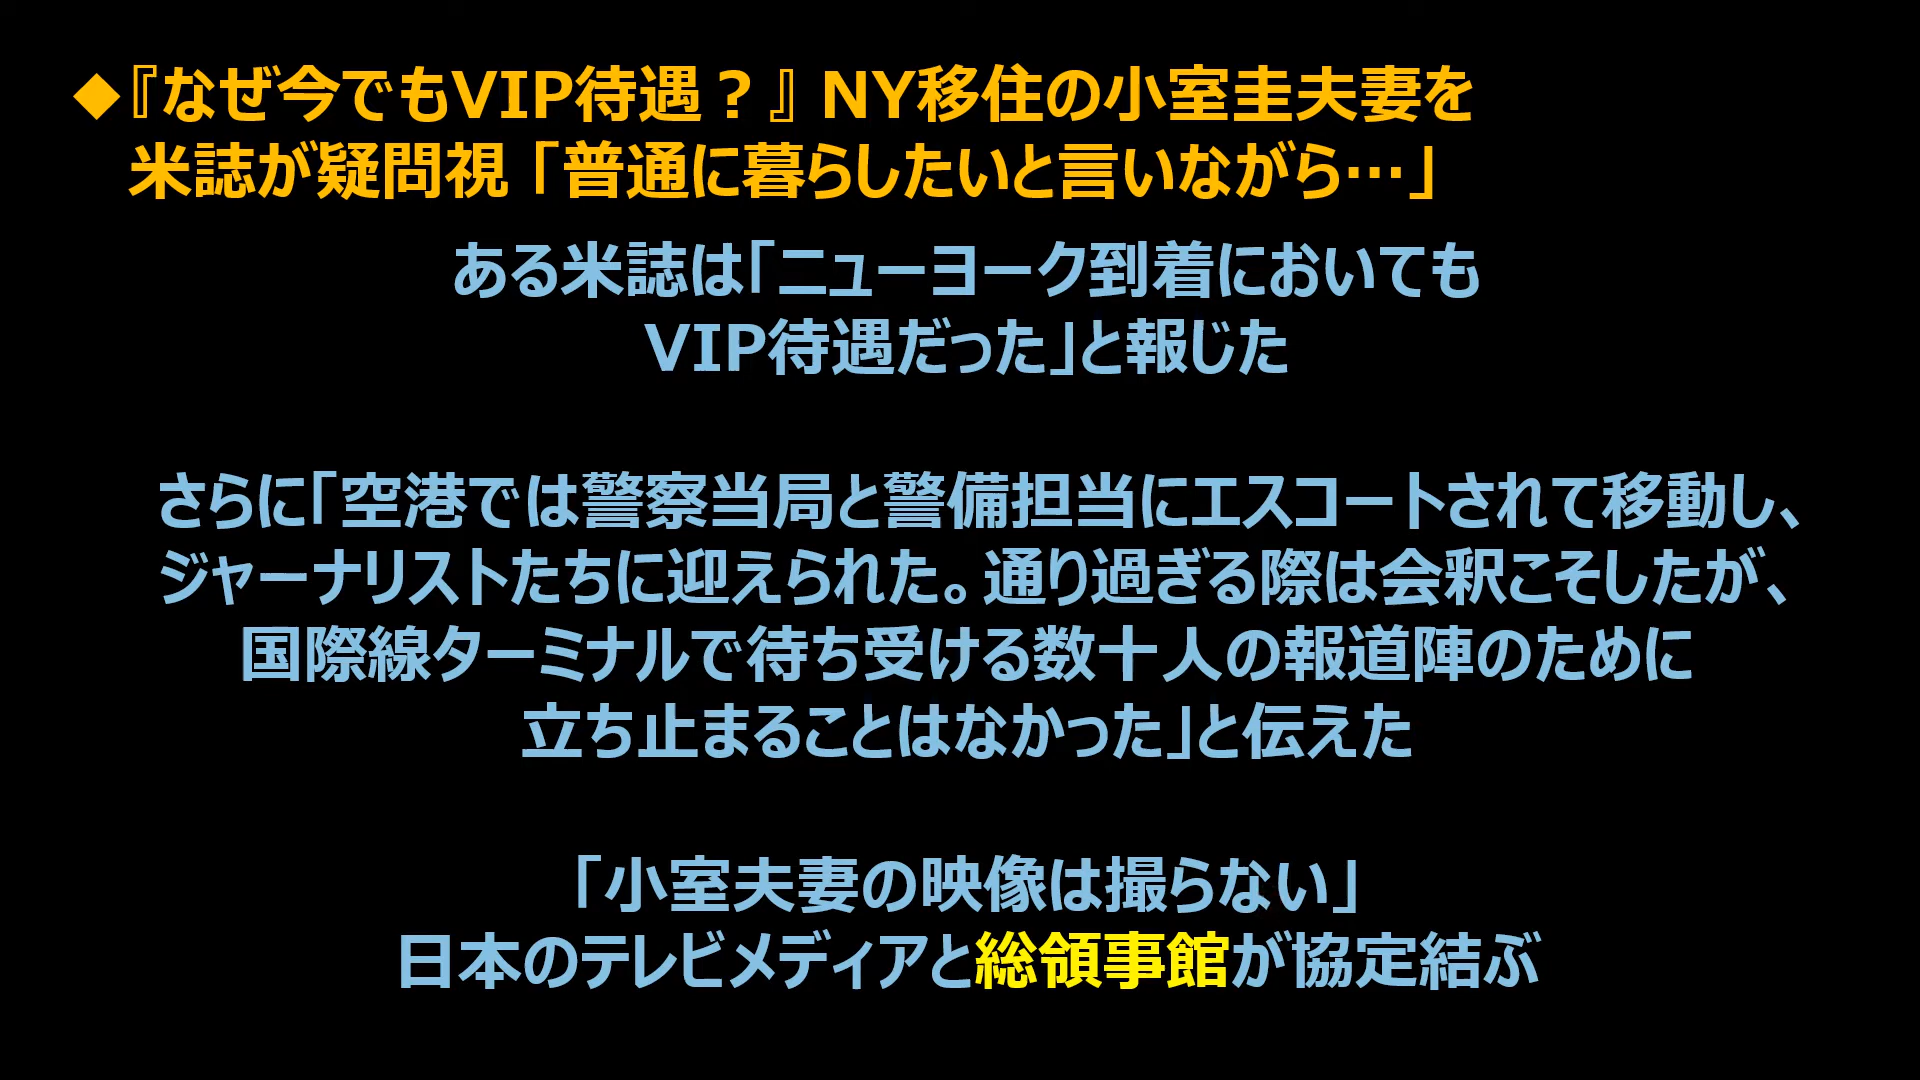 ◆『なぜ今でもVIP待遇？』 NY移住の小室圭夫妻を
米誌が疑問視 「普通に暮らしたいと言いながら…」
ある米誌は「ニューヨーク到着においても
VIP待遇だった」と報じた
さらに「空港では警察当局と警備担当にエスコートされて移動し、
ジャーナリストたちに迎えられた。通り過ぎる際は会釈こそしたが、
国際線ターミナルで待ち受ける数十人の報道陣のために
立ち止まることはなかった」と伝えた
「小室夫妻の映像は撮らない」
日本のテレビメディアと総領事館が協定結ぶ